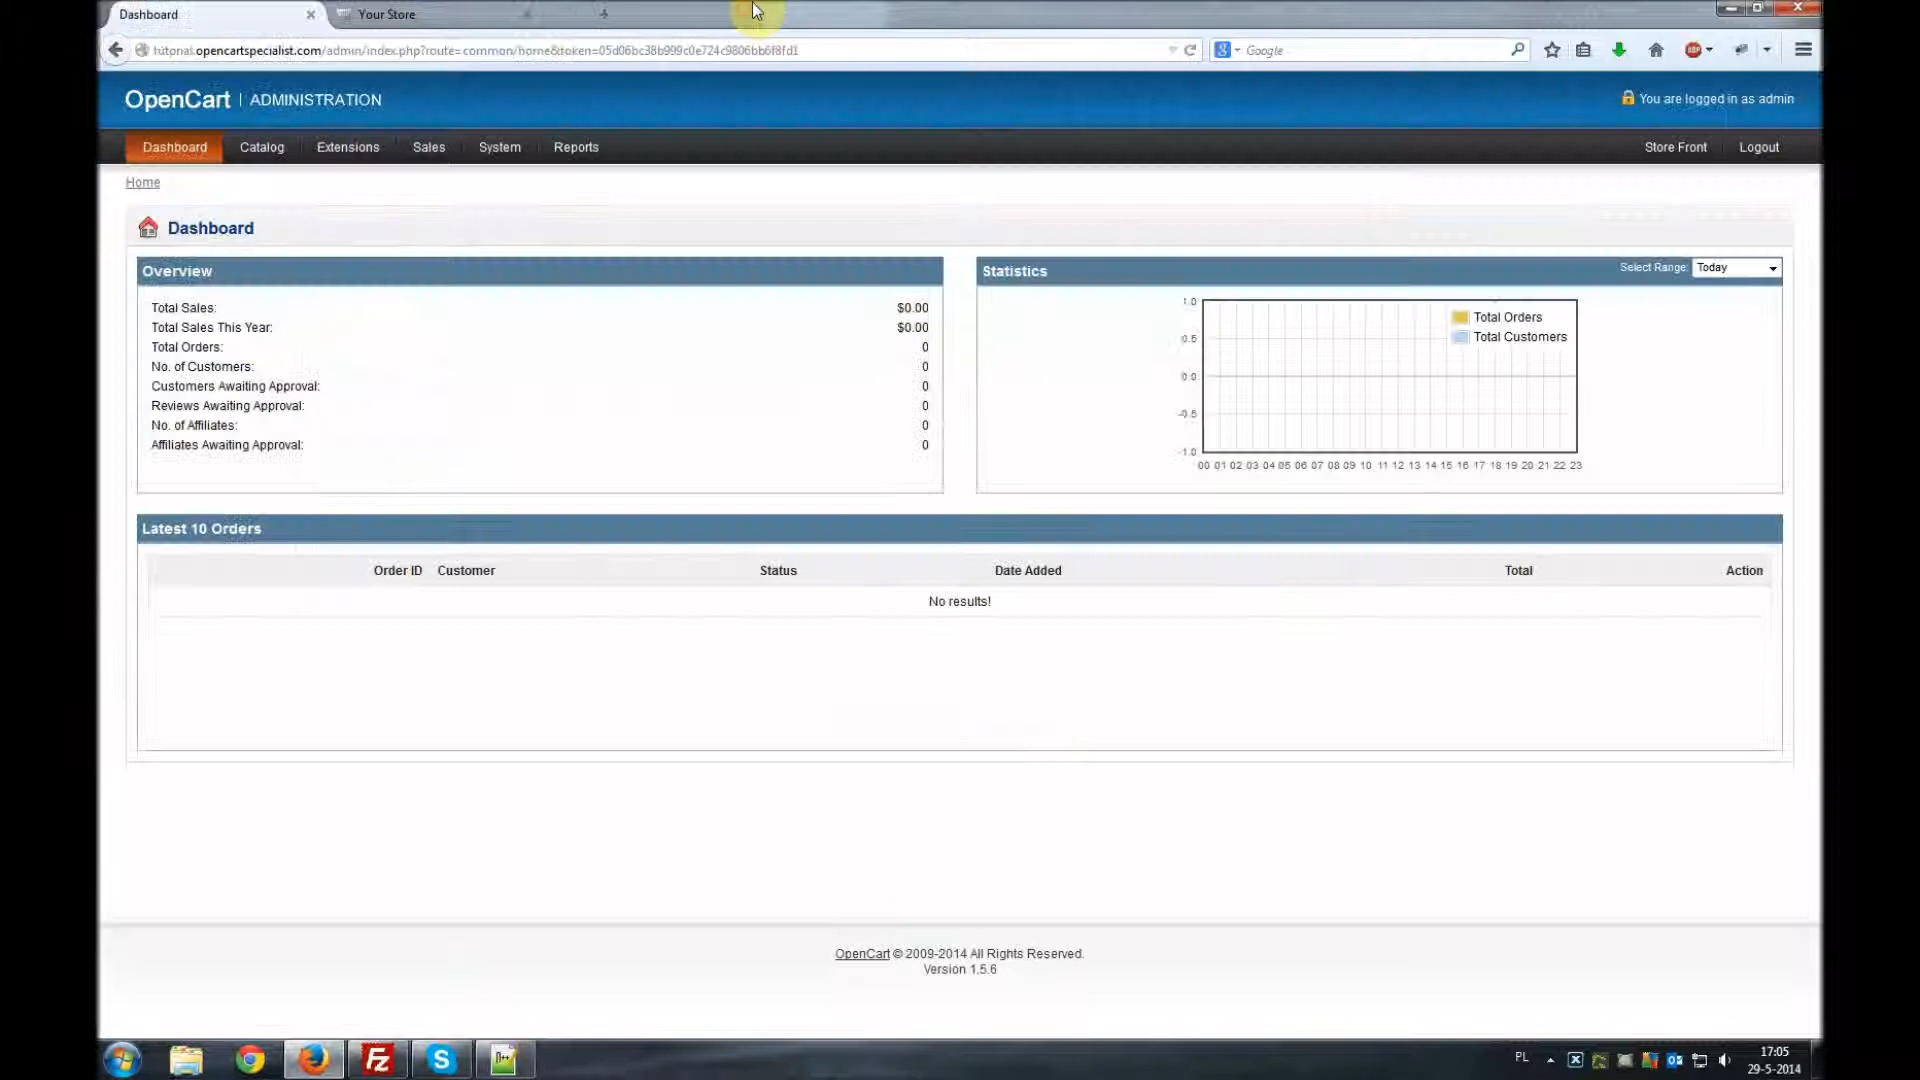 Dashboard
Your Store
tutorial.opencartspecialist.com/admin/index.php?route=common/home&token=05d06bc38b999c0e724c9806bb6f8fd1
Google
OpenCart | ADMINISTRATION
You are logged in as admin
Dashboard
Catalog
Extensions
Sales
System
Reports
Store Front
Logout
Home
Dashboard
Overview
Total Sales: $0.00
Total Sales This Year: $0.00
Total Orders: 0
No. of Customers: 0
Customers Awaiting Approval: 0
Reviews Awaiting Approval: 0
No. of Affiliates: 0
Affiliates Awaiting Approval: 0
Statistics
Select Range: Today
1.0
0.5
0.0
-0.5
-1.0
Total Orders
Total Customers
00 01 02 03 04 05 06 07 08 09 10 11 12 13 14 15 16 17 18 19 20 21 22 23
Latest 10 Orders
Order ID Customer Status Date Added Total Action
No results!
OpenCart © 2009-2014 All Rights Reserved.
Version 1.5.6
PL
17:05
29-5-2014